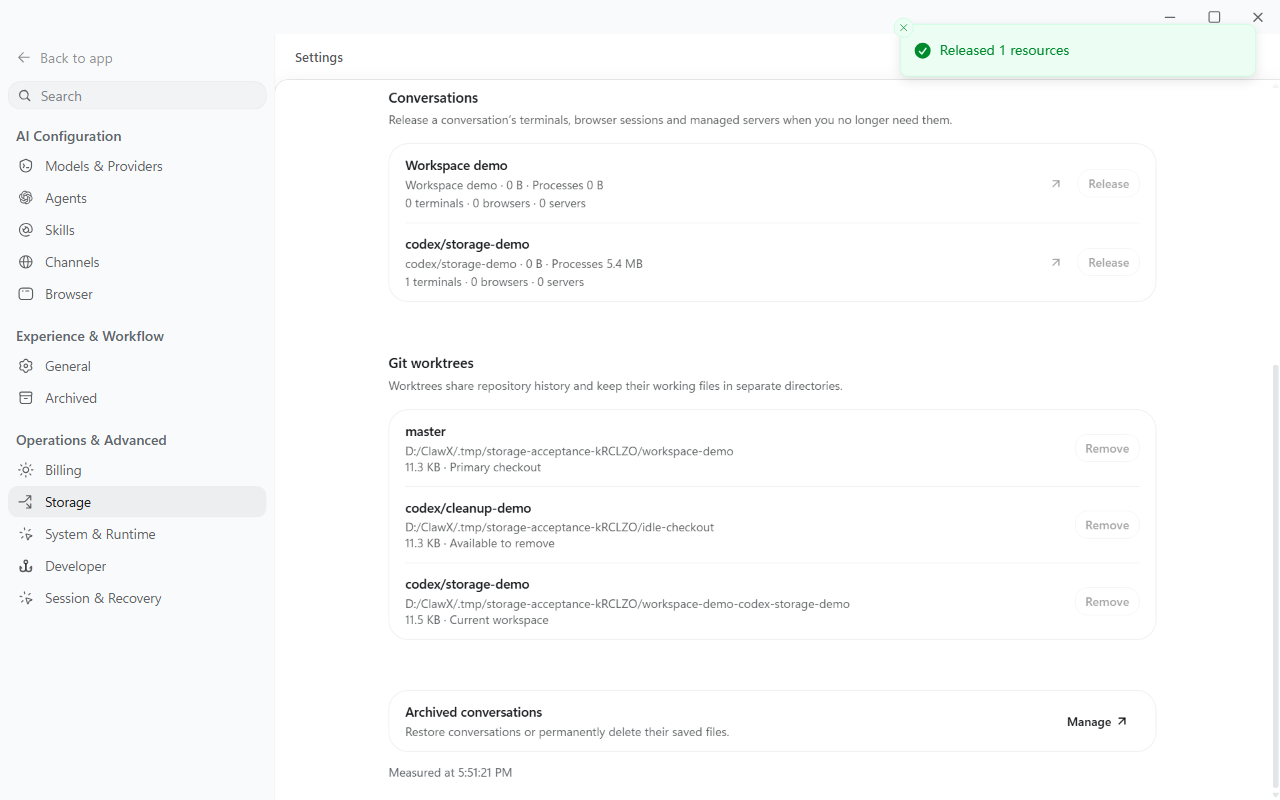 Released 1 resources
Back to app
Search
AI Configuration
Models & Providers
Agents
Skills
Channels
Browser
Experience & Workflow
General
Archived
Operations & Advanced
Billing
Storage
System & Runtime
Developer
Session & Recovery
Settings
Conversations
Release a conversation's terminals, browser sessions and managed servers when you no longer need them.
Workspace demo
Workspace demo · 0 B · Processes 0 B
0 terminals · 0 browsers · 0 servers
Release
codex/storage-demo
codex/storage-demo · 0 B · Processes 5.4 MB
1 terminals · 0 browsers · 0 servers
Release
Git worktrees
Worktrees share repository history and keep their working files in separate directories.
master
D:/ClawX/.tmp/storage-acceptance-kRCLZO/workspace-demo
11.3 KB · Primary checkout
Remove
codex/cleanup-demo
D:/ClawX/.tmp/storage-acceptance-kRCLZO/idle-checkout
11.3 KB · Available to remove
Remove
codex/storage-demo
D:/ClawX/.tmp/storage-acceptance-kRCLZO/workspace-demo-codex-storage-demo
11.5 KB · Current workspace
Remove
Archived conversations
Restore conversations or permanently delete their saved files.
Manage
Measured at 5:51:21 PM